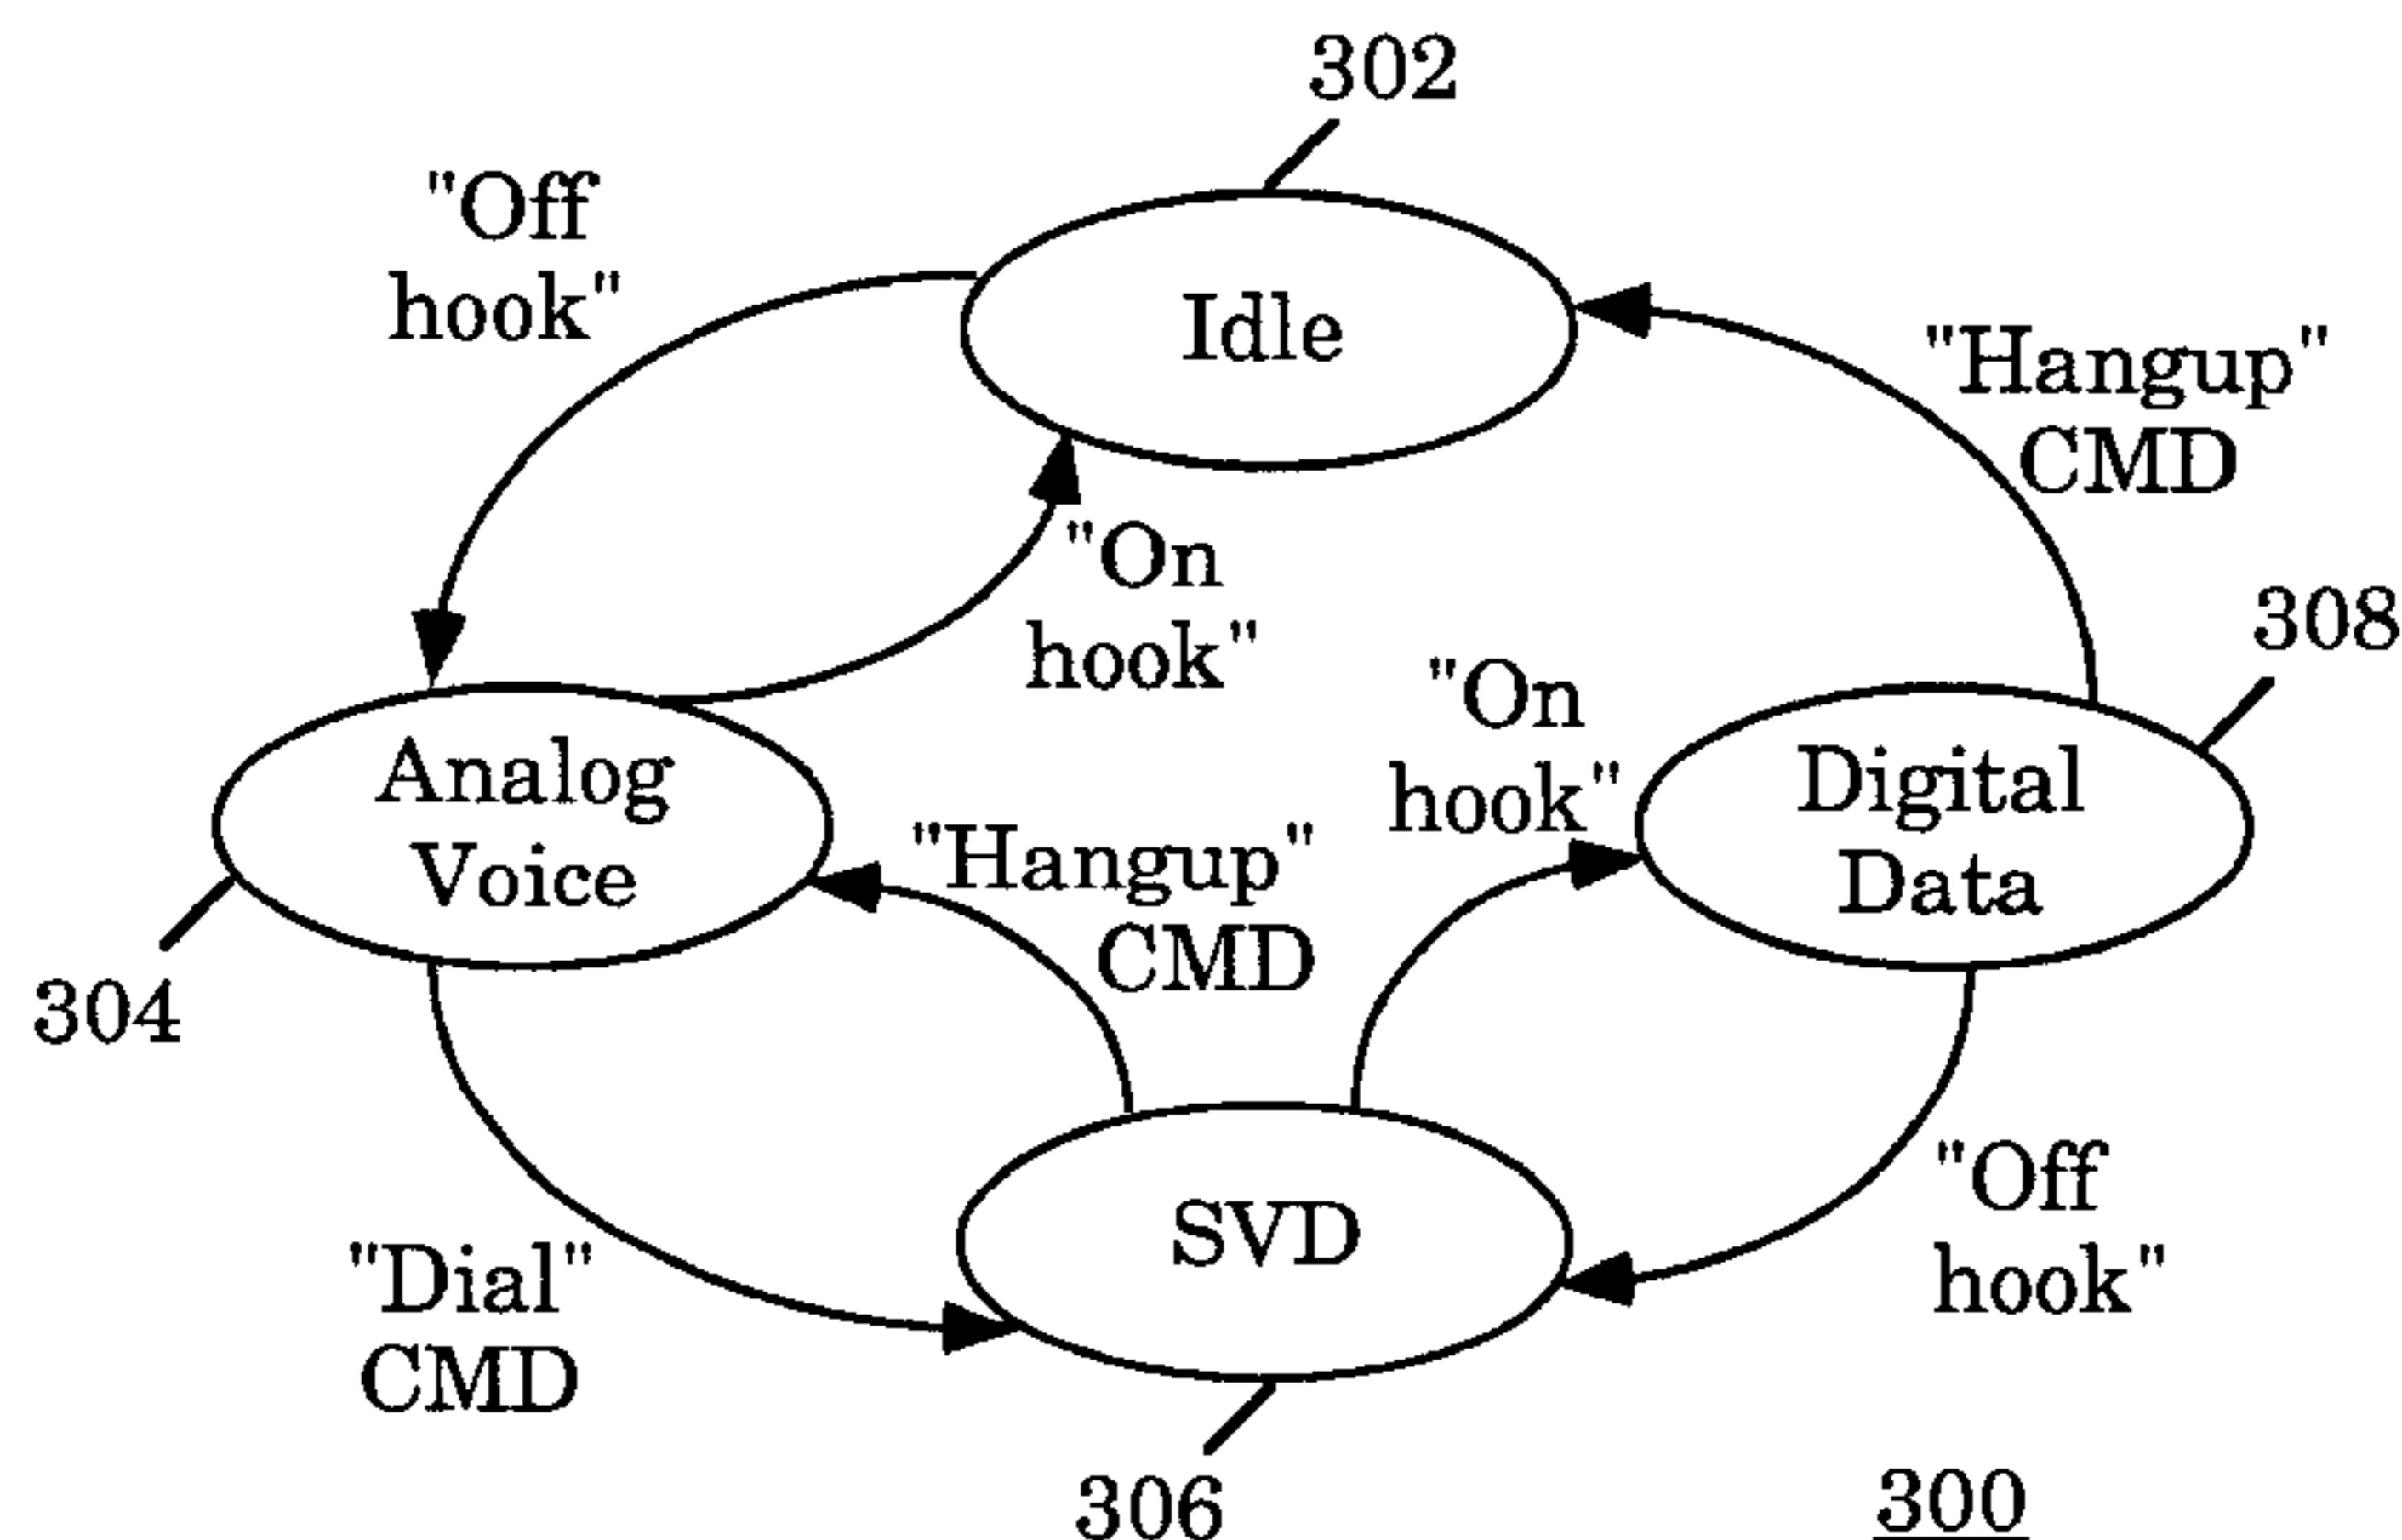 302
"Off
hook"
Idle
"Hangup"
CMD
"On
hook"
308
"On
hook"
Analog
Voice
Digital
Data
"Hangup"
CMD
304
"Off
hook"
SVD
"Dial"
CMD
306
300